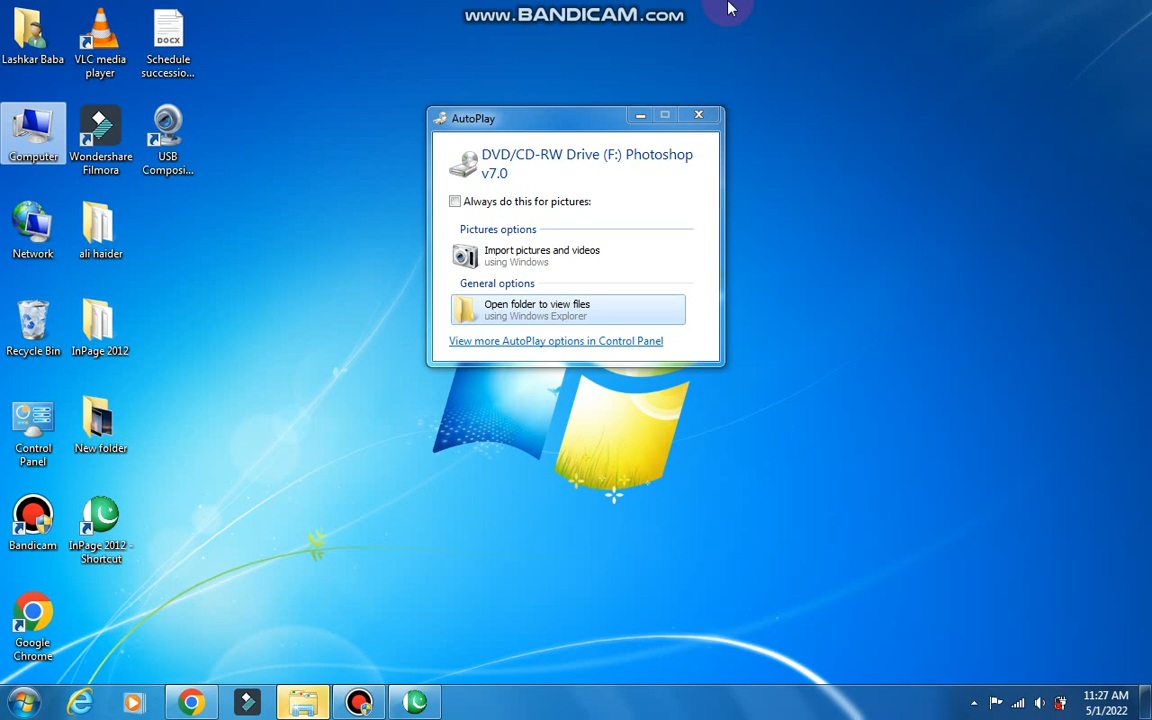 www.BANDICAM.com
Lashkar Baba
VLC media
player
Schedule
successio...
Computer
Wondershare
Filmora
USB
Composi...
Network
ali haider
Recycle Bin
InPage 2012
Control
Panel
New folder
Bandicam
InPage 2012 -
Shortcut
Google
Chrome
DOCX
AutoPlay
DVD/CD-RW Drive (F:) Photoshop
v7.0
Always do this for pictures:
Pictures options
Import pictures and videos
using Windows
General options
Open folder to view files
using Windows Explorer
View more AutoPlay options in Control Panel
11:27 AM
5/1/2022